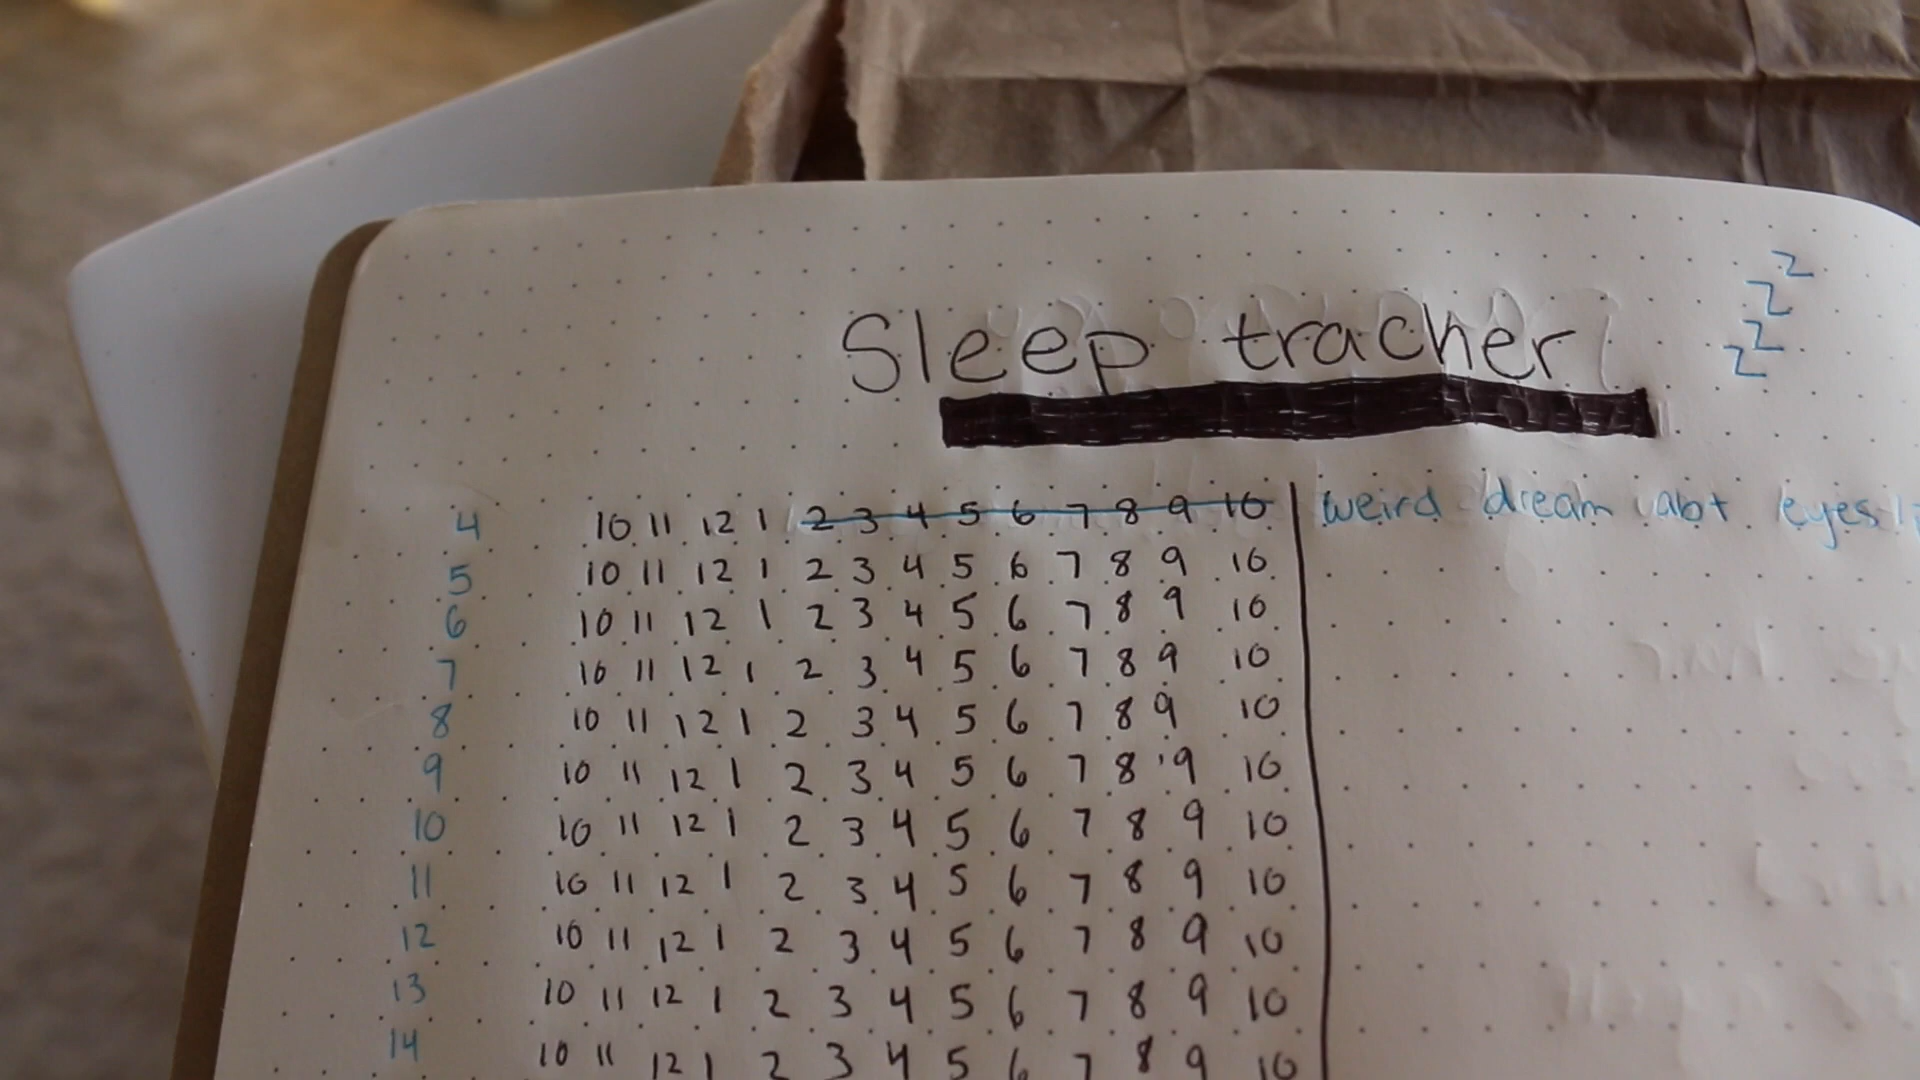 Sleep tracker
z
z
z
z
4 10 11 12 1 2 3 4 5 6 7 8 9 10 weird dream abt eyes!
5 10 11 12 1 2 3 4 5 6 7 8 9 10
6 10 11 12 1 2 3 4 5 6 7 8 9 10
7 10 11 12 1 2 3 4 5 6 7 8 9 10
8 10 11 12 1 2 3 4 5 6 7 8 9 10
9 10 11 12 1 2 3 4 5 6 7 8 9 10
10 10 11 12 1 2 3 4 5 6 7 8 9 10
11 10 11 12 1 2 3 4 5 6 7 8 9 10
12 10 11 12 1 2 3 4 5 6 7 8 9 10
13 10 11 12 1 2 3 4 5 6 7 8 9 10
14 10 11 12 1 2 3 4 5 6 7 8 9 10